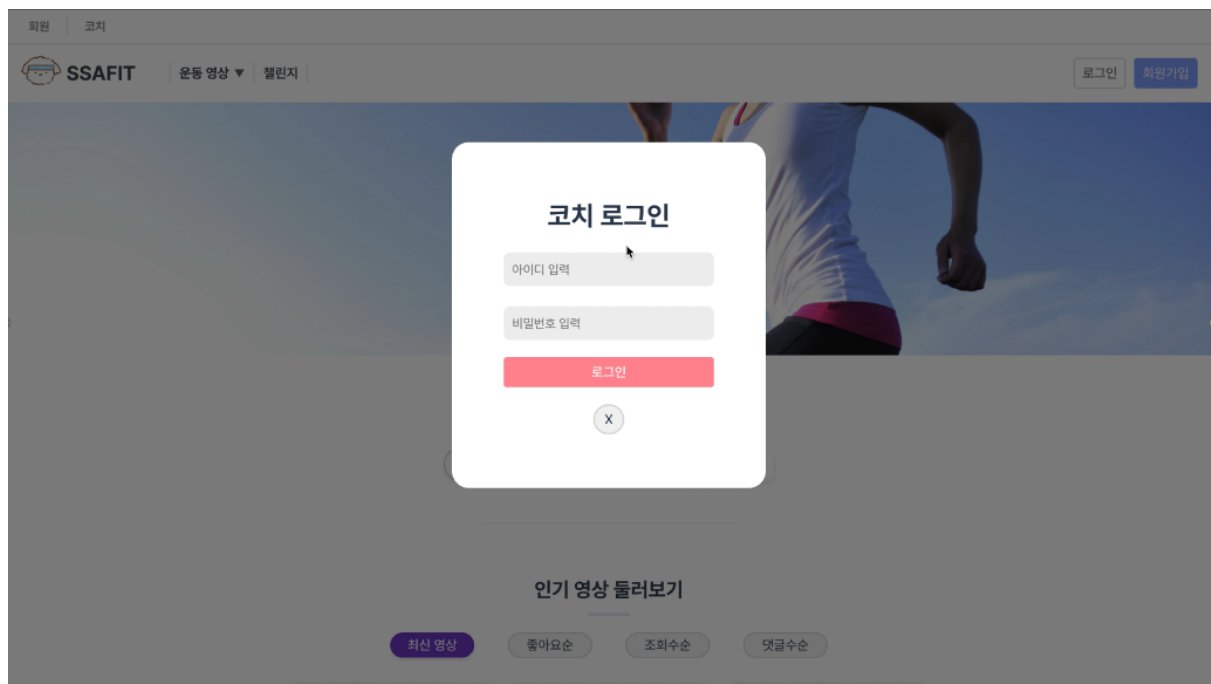 회원 코치
SSAFIT 운동 영상 ▼ 챌린지 로그인 회원가입
코치 로그인
아이디 입력
비밀번호 입력
로그인
X
인기 영상 둘러보기
최신 영상 좋아요순 조회수순 댓글수순